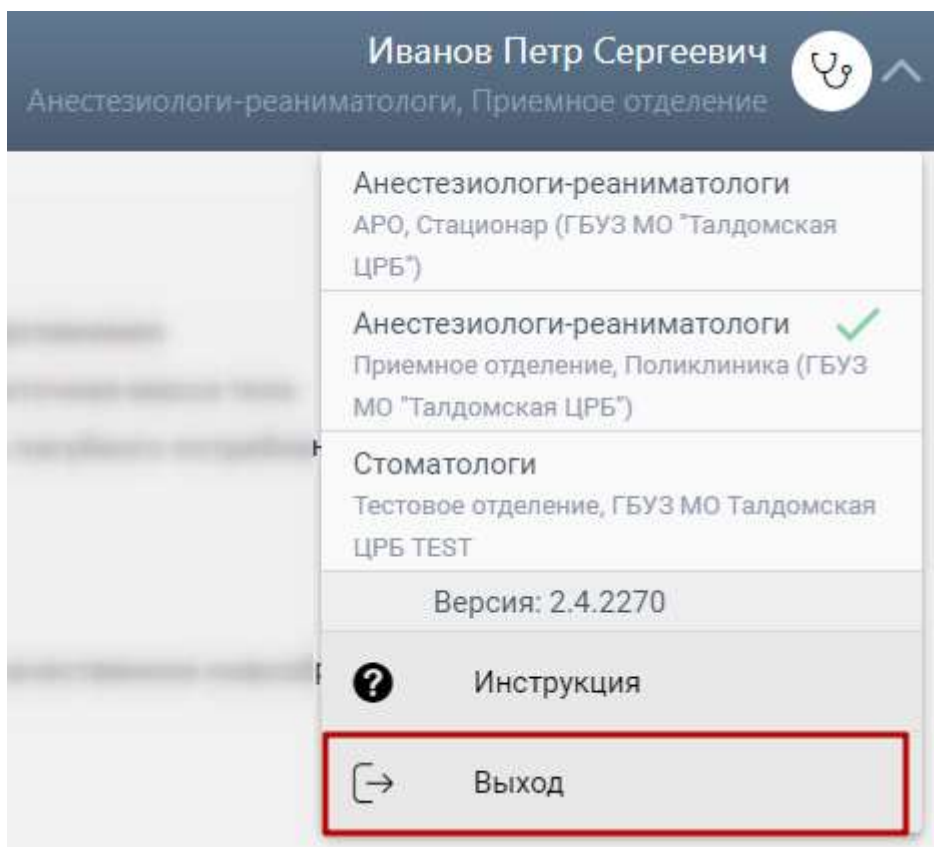 Иванов Петр Сергеевич
Анестезиологи-реаниматологи, Приемное отделение
Анестезиологи-реаниматологи
АРО, Стационар (ГБУЗ МО "Талдомская
ЦРБ")
Анестезиологи-реаниматологи
Приемное отделение, Поликлиника (ГБУЗ
МО "Талдомская ЦРБ")
Стоматологи
Тестовое отделение, ГБУЗ МО Талдомская
ЦРБ TEST
Версия: 2.4.2270
Инструкция
Выход